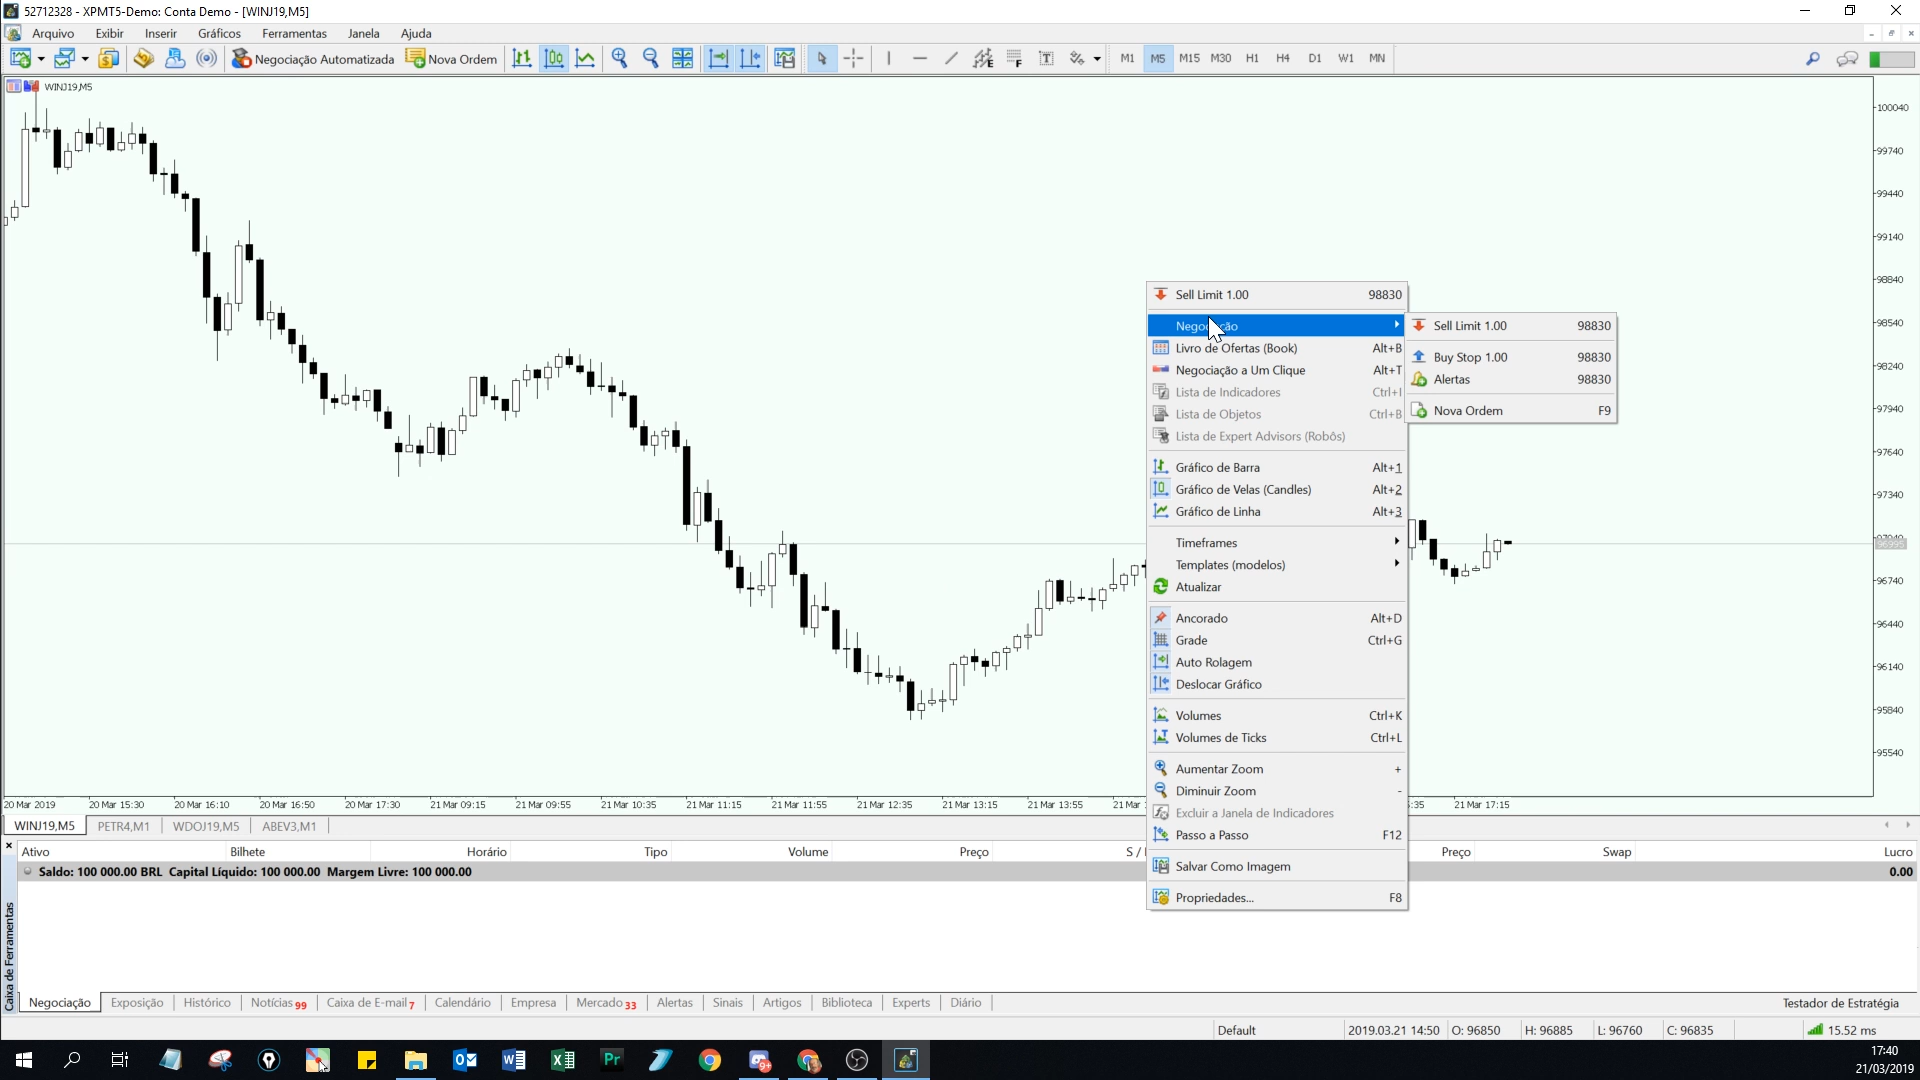 52712328 - XPMT5-Demo: Conta Demo - [WINJ19,M5]
Arquivo Exibir Inserir Gráficos Ferramentas Janela Ajuda
Negociação Automatizada Nova Ordem M1 M5 M15 M30 H1 H4 D1 W1 MN
WINJ19,M5
100040
99740
99440
99140
98840
98540
98240
97940
97640
97340
96995
96740
96440
96140
95840
95540
Sell Limit 1.00 98830
Livro de Ofertas (Book) Alt+B
Negociação a Um Clique Alt+T
Lista de Indicadores Ctrl+I
Lista de Objetos Ctrl+B
Lista de Expert Advisors (Robôs)
Gráfico de Barra Alt+1
Gráfico de Velas (Candles) Alt+2
Gráfico de Linha Alt+3
Timeframes
Templates (modelos)
Atualizar
Ancorado Alt+D
Grade Ctrl+G
Auto Rolagem
Deslocar Gráfico
Volumes Ctrl+K
Volumes de Ticks Ctrl+L
Aumentar Zoom +
Diminuir Zoom -
Excluir a Janela de Indicadores
Passo a Passo F12
Salvar Como Imagem
Propriedades... F8
Sell Limit 1.00 98830
Buy Stop 1.00 98830
Alertas 98830
Nova Ordem F9
20 Mar 2019 20 Mar 15:30 20 Mar 16:10 20 Mar 16:50 20 Mar 17:30 21 Mar 09:15 21 Mar 09:55 21 Mar 10:35 21 Mar 11:15 21 Mar 11:55 21 Mar 12:35 21 Mar 13:15 21 Mar 13:55 21 Mar :35 21 Mar 17:15
WINJ19,M5 PETR4,M1 WDOJ19,M5 ABEV3,M1
Ativo Bilhete Horário Tipo Volume Preço S / Preço Swap Lucro
Saldo: 100 000.00 BRL Capital Líquido: 100 000.00 Margem Livre: 100 000.00 0.00
Caixa de Ferramentas
Negociação Exposição Histórico Notícias 99 Caixa de E-mail 7 Calendário Empresa Mercado 33 Alertas Sinais Artigos Biblioteca Experts Diário Testador de Estratégia
Default 2019.03.21 14:50 O: 96850 H: 96885 L: 96760 C: 96835 15.52 ms
17:40
21/03/2019